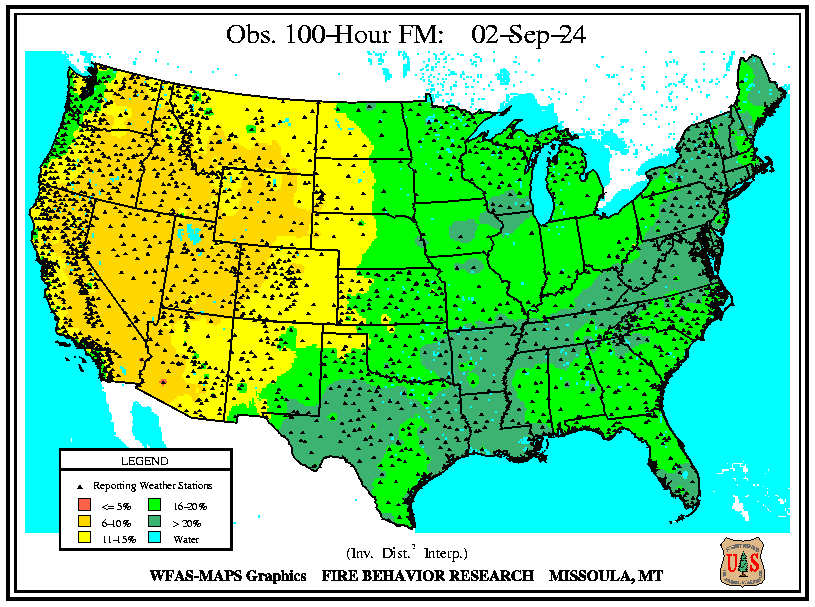 Obs. 100-Hour FM: 02-Sep-24
LEGEND
Reporting Weather Stations
<= 5% 16-20%
6-10% > 20%
11-15% Water
(Inv. Dist.² Interp.)
WFAS-MAPS Graphics FIRE BEHAVIOR RESEARCH MISSOULA, MT
U S